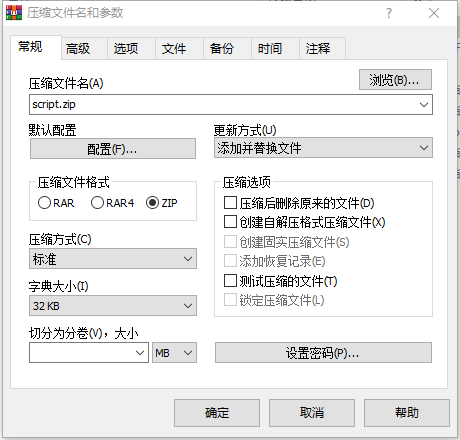 压缩文件名和参数
常规 高级 选项 文件 备份 时间 注释
压缩文件名(A)
浏览(B)...
script.zip
默认配置
配置(F)...
更新方式(U)
添加并替换文件
压缩文件格式
RAR RAR4 ZIP
压缩方式(C)
标准
字典大小(I)
32 KB
切分为分卷(V)，大小
MB
压缩选项
压缩后删除原来的文件(D)
创建自解压格式压缩文件(X)
创建固实压缩文件(S)
添加恢复记录(E)
测试压缩的文件(T)
锁定压缩文件(L)
设置密码(P)...
确定 取消 帮助